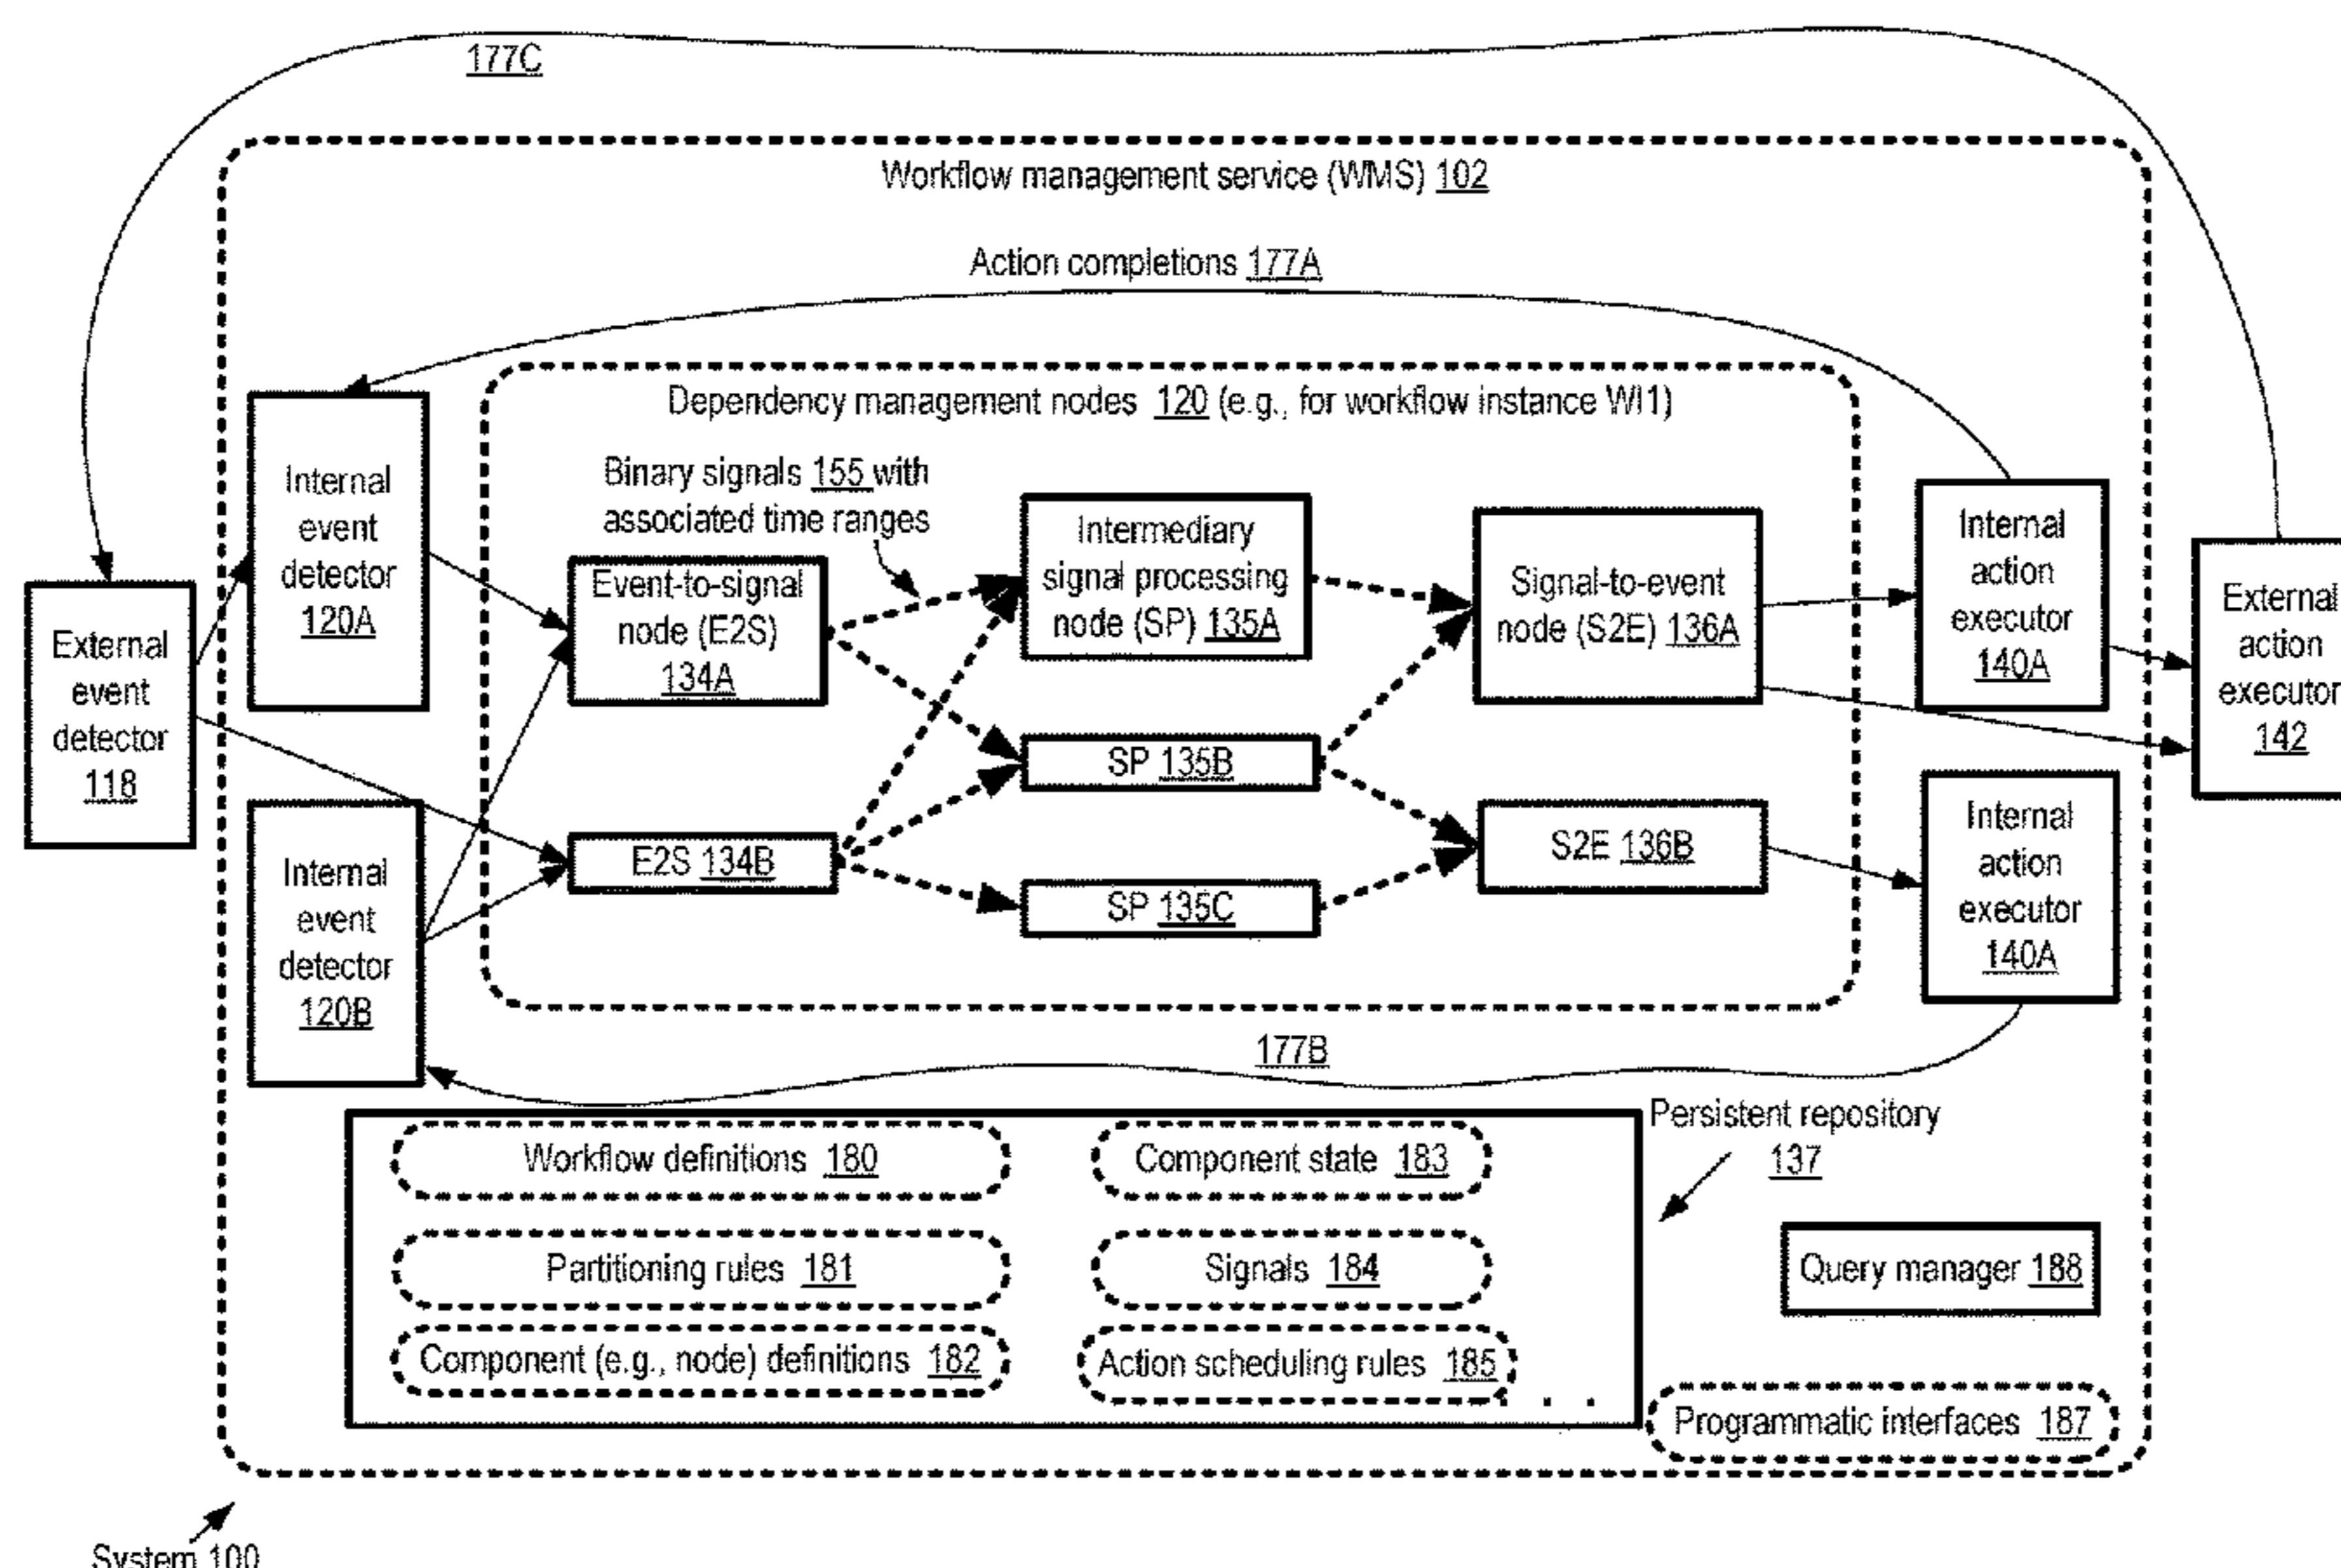 177C
Workflow management service (WMS) 102
Action completions 177A
Dependency management nodes 120 (e.g., for workflow instance WI1)
Binary signals 155 with
associated time ranges
External
event
detector
118
Internal
event
detector
120A
Internal
event
detector
120B
Event-to-signal
node (E2S)
134A
E2S 134B
Intermediary
signal processing
node (SP) 135A
SP 135B
SP 135C
Signal-to-event
node (S2E) 136A
S2E 136B
Internal
action
executor
140A
Internal
action
executor
140A
External
action
executor
142
177B
Persistent repository
137
Workflow definitions 180
Component state 183
Partitioning rules 181
Signals 184
Component (e.g., node) definitions 182
Action scheduling rules 185
. . .
Query manager 188
Programmatic interfaces 187
System 100